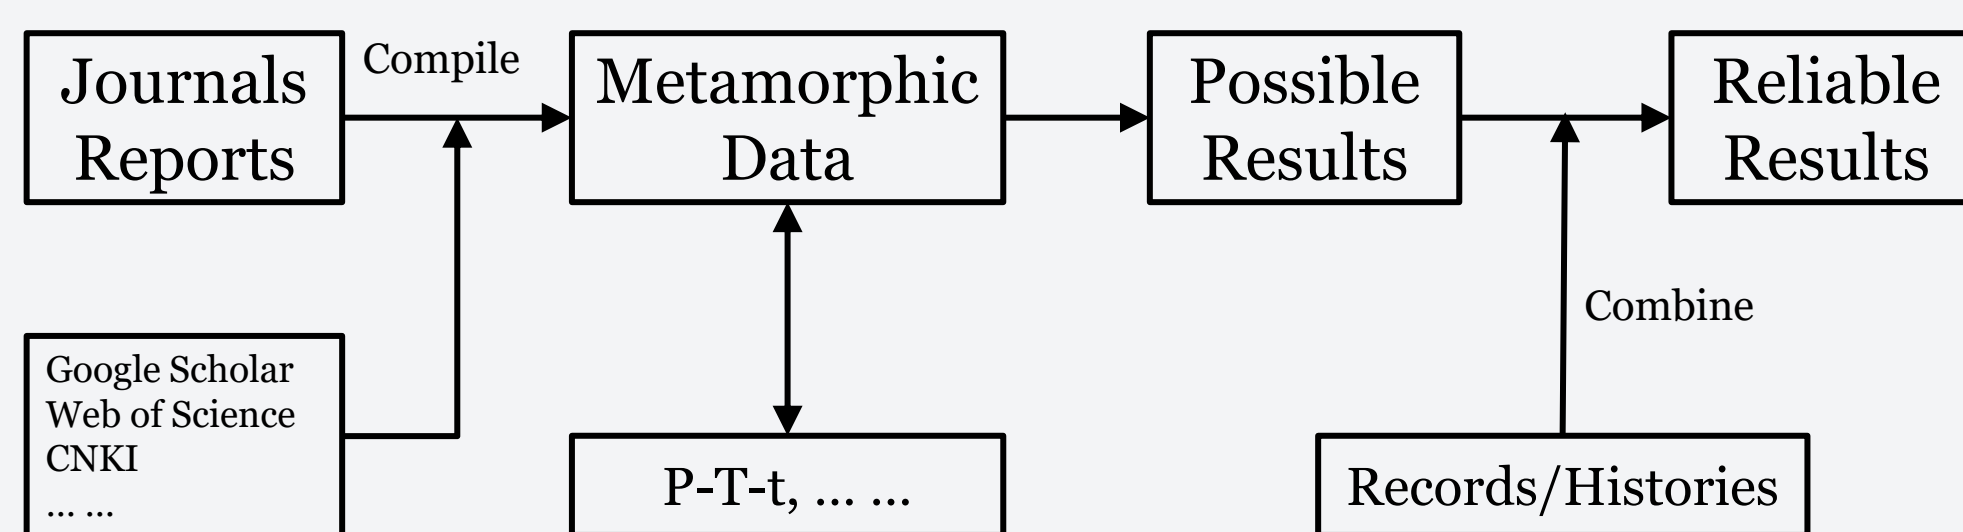 Journals
Reports
Compile
Metamorphic
Data
Possible
Results
Reliable
Results
Combine
Google Scholar
Web of Science
CNKI
... ...
P-T-t, ... ...
Records/Histories